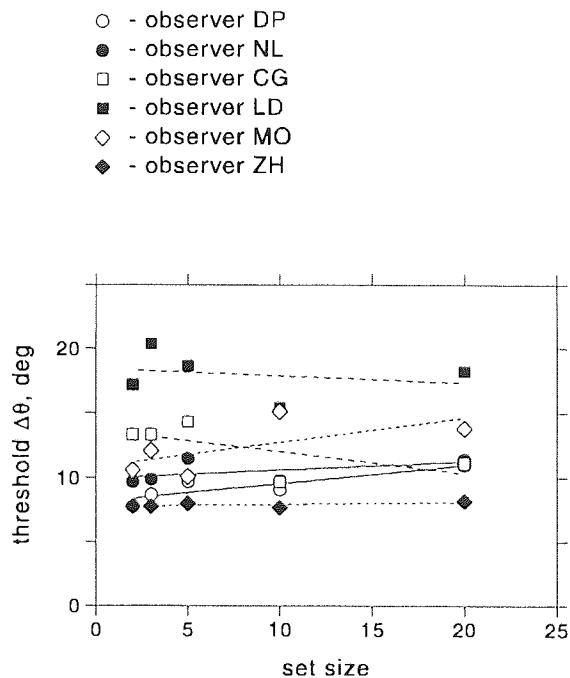 ○ - observer DP
● - observer NL
□ - observer CG
■ - observer LD
◇ - observer MO
◆ - observer ZH
threshold Δθ, deg
20
10
0
0 5 10 15 20 25
set size